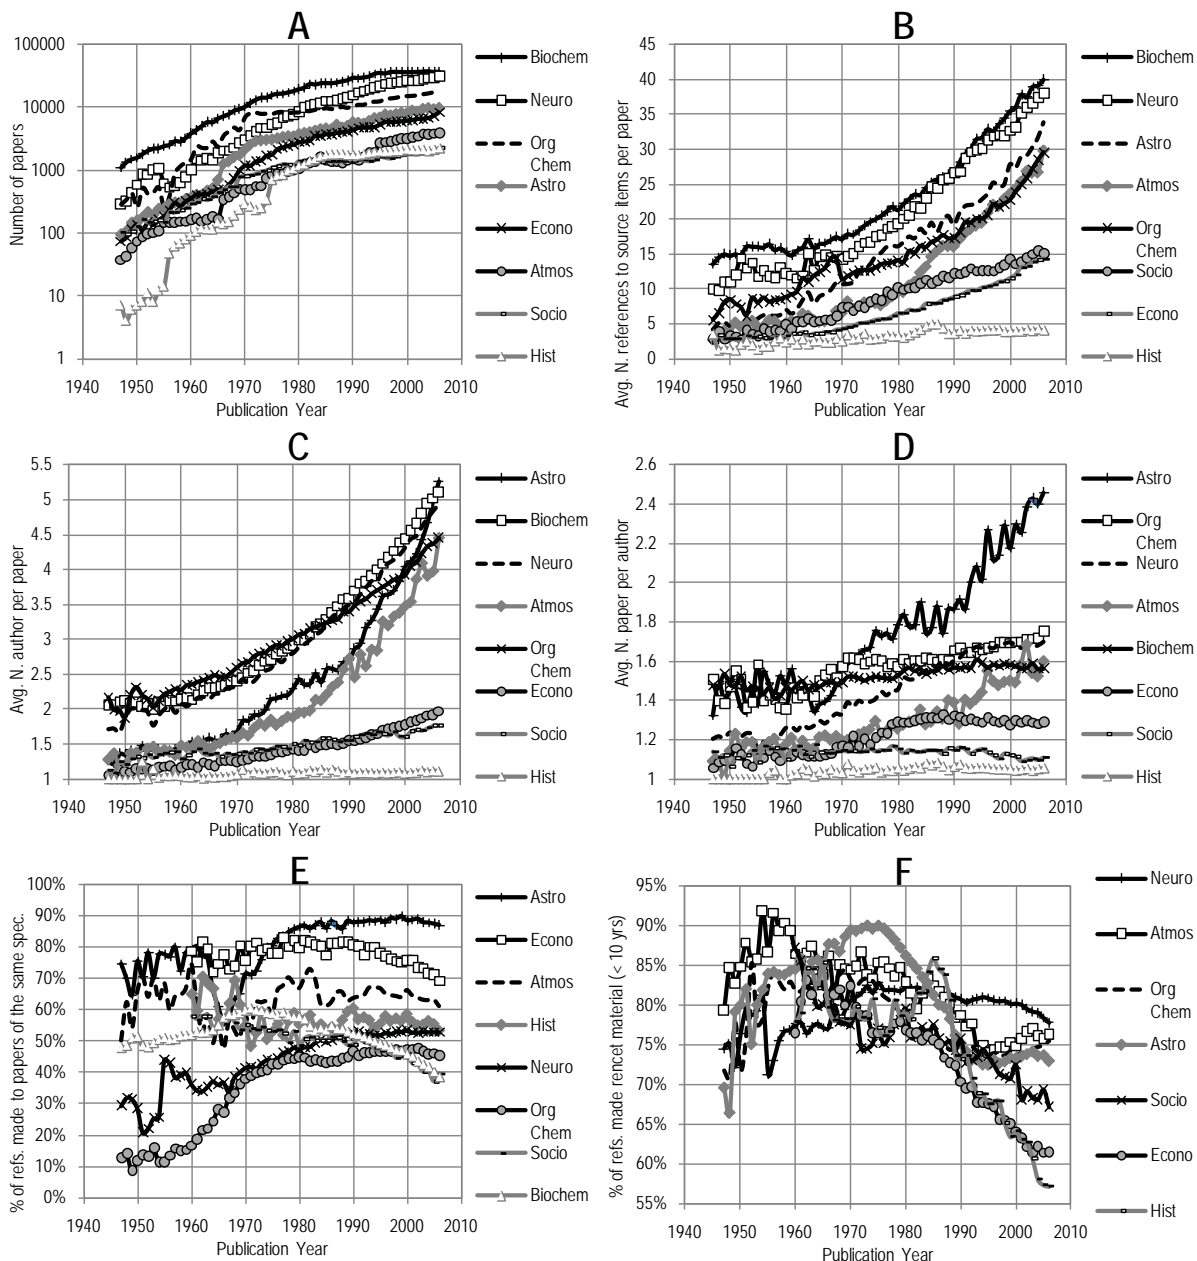 A
Number of papers
100000
10000
1000
100
10
1
1940 1950 1960 1970 1980 1990 2000 2010
Publication Year
Biochem
Neuro
Org
Chem
Astro
Econo
Atmos
Socio
Hist
B
Avg. N. references to source items per paper
45
40
35
30
25
20
15
10
5
0
1940 1950 1960 1970 1980 1990 2000 2010
Publication Year
Biochem
Neuro
Astro
Atmos
Org
Chem
Socio
Econo
Hist
C
Avg. N. author per paper
5.5
5
4.5
4
3.5
3
2.5
2
1.5
1
1940 1950 1960 1970 1980 1990 2000 2010
Publication Year
Astro
Biochem
Neuro
Atmos
Org
Chem
Econo
Socio
Hist
D
Avg. N. paper per author
2.6
2.4
2.2
2
1.8
1.6
1.4
1.2
1
1940 1950 1960 1970 1980 1990 2000 2010
Publication Year
Astro
Org
Chem
Neuro
Atmos
Biochem
Econo
Socio
Hist
E
% of refs. made to papers of the same spec.
100%
90%
80%
70%
60%
50%
40%
30%
20%
10%
0%
1940 1950 1960 1970 1980 1990 2000 2010
Publication Year
Astro
Econo
Atmos
Hist
Neuro
Org
Chem
Socio
Biochem
F
% of refs. made rencet material (< 10 yrs)
95%
90%
85%
80%
75%
70%
65%
60%
55%
1940 1950 1960 1970 1980 1990 2000 2010
Publication Year
Neuro
Atmos
Org
Chem
Astro
Socio
Econo
Hist